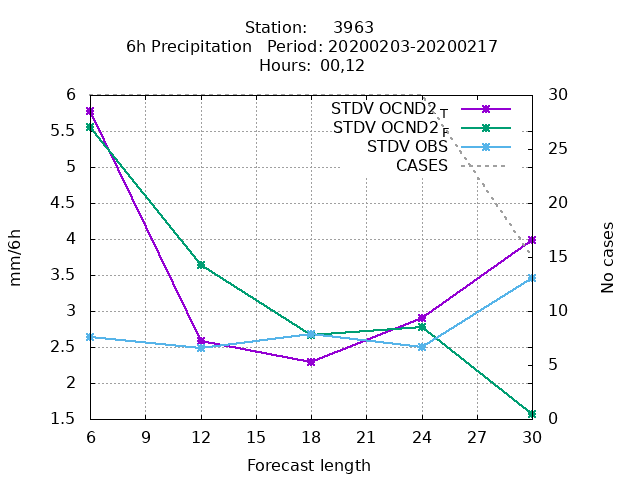 Station: 3963
6h Precipitation Period: 20200203-20200217
Hours: 00,12
6 30
STDV OCND2_T
5.5 STDV OCND2_F
STDV OBS 25
5 CASES
4.5 20
4 15
3.5
3 10
2.5
5
2
1.5 0
6 9 12 15 18 21 24 27 30
Forecast length
mm/6h
No cases